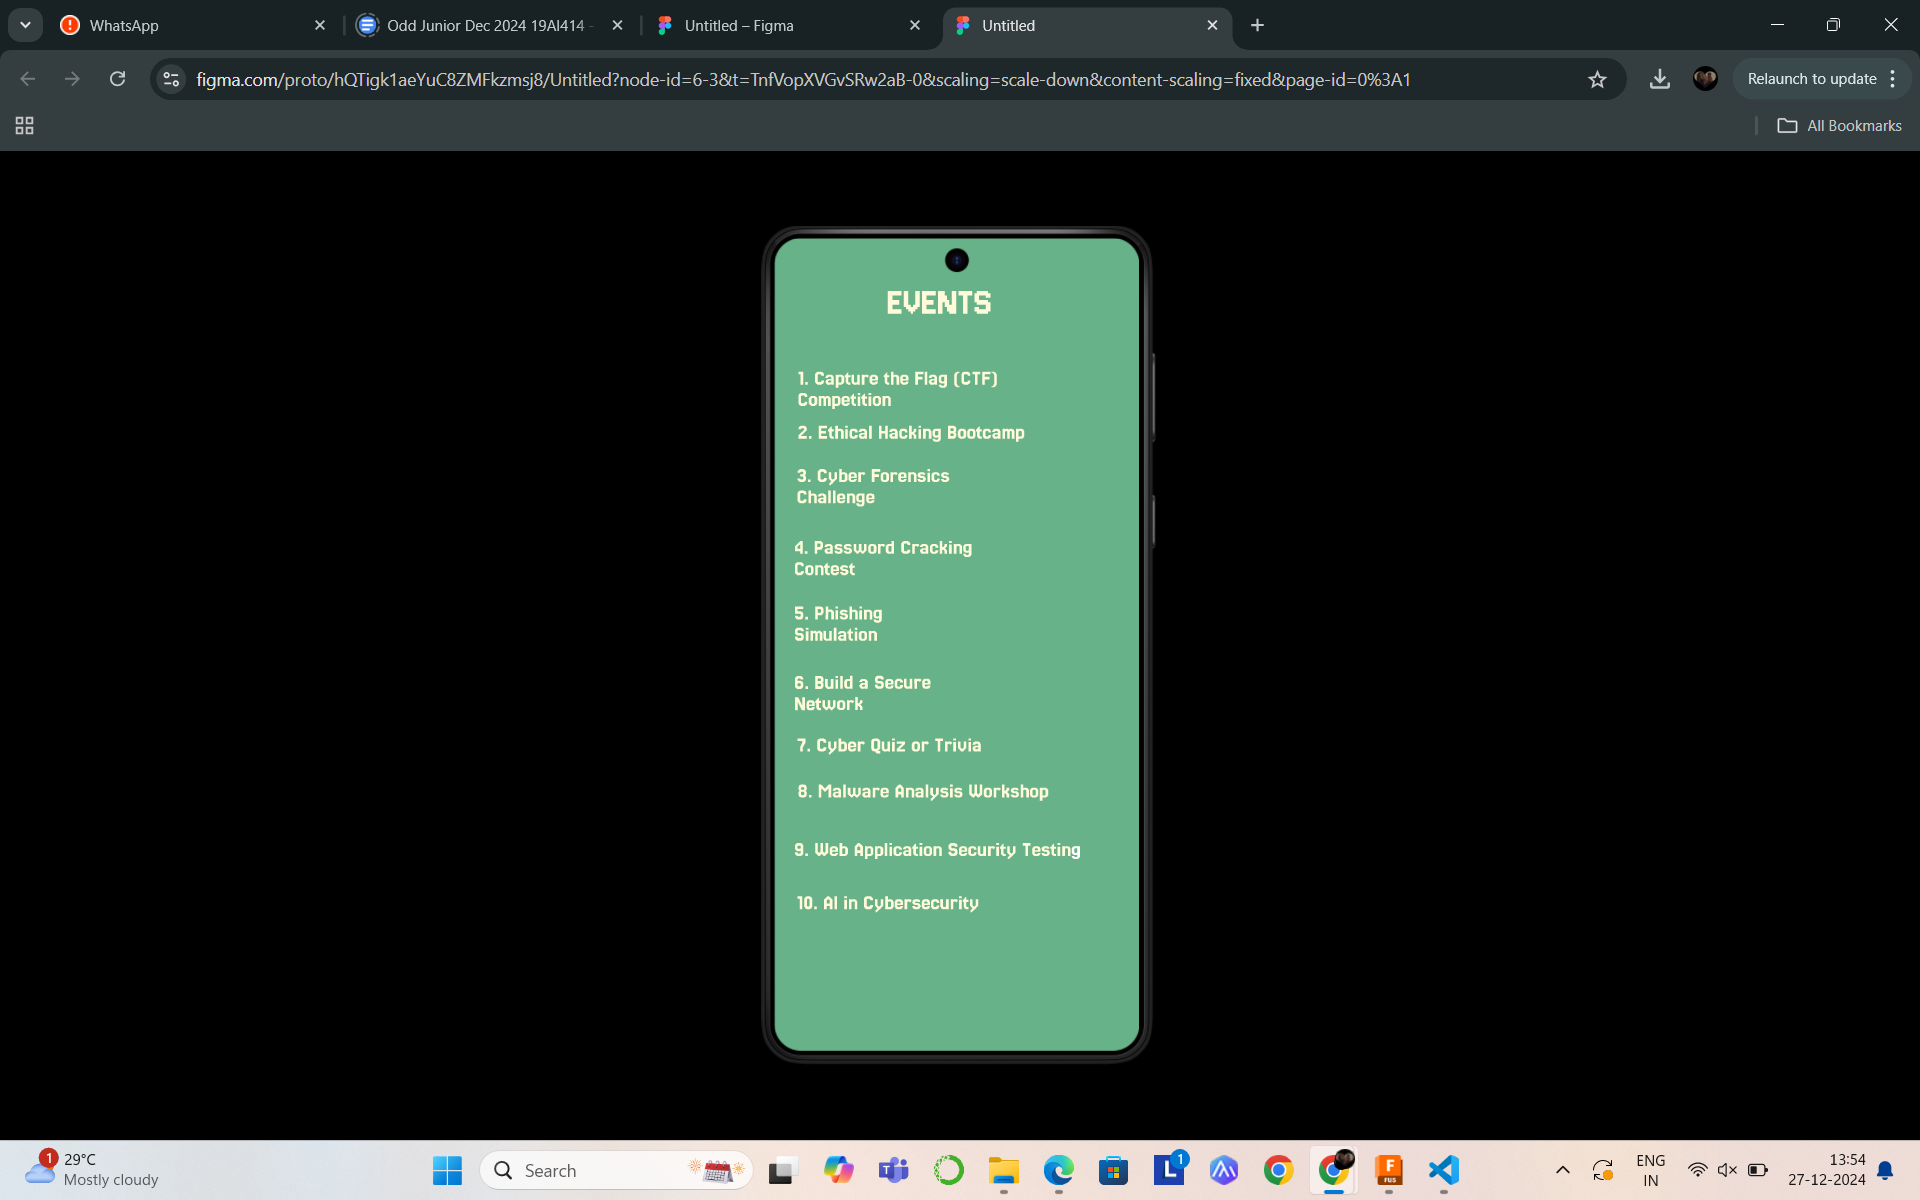 WhatsApp
Odd Junior Dec 2024 19AI414 -
Untitled – Figma
Untitled
figma.com/proto/hQTigk1aeYuC8ZMFkzmsj8/Untitled?node-id=6-3&t=TnfVopXVGvSRw2aB-0&scaling=scale-down&content-scaling=fixed&page-id=0%3A1
Relaunch to update
All Bookmarks
EVENTS
1. Capture the Flag (CTF)
Competition
2. Ethical Hacking Bootcamp
3. Cyber Forensics
Challenge
4. Password Cracking
Contest
5. Phishing
Simulation
6. Build a Secure
Network
7. Cyber Quiz or Trivia
8. Malware Analysis Workshop
9. Web Application Security Testing
10. AI in Cybersecurity
1
29°C
Mostly cloudy
Search
T
L
1
F
FUS
ENG
IN
13:54
27-12-2024